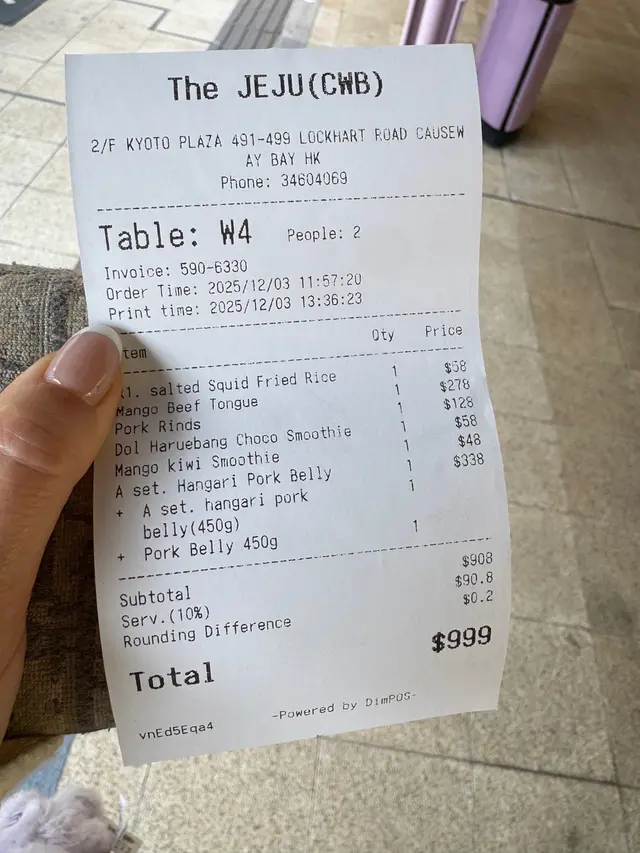 The JEJU(CWB)
2/F KYOTO PLAZA 491-499 LOCKHART ROAD CAUSEW
AY BAY HK
Phone: 34604069
Table: W4 People: 2
Invoice: 590-6330
Order Time: 2025/12/03 11:57:20
Print time: 2025/12/03 13:36:23
tem Qty Price
1. salted Squid Fried Rice 1 $58
Mango Beef Tongue 1 $278
Pork Rinds 1 $128
Dol Haruebang Choco Smoothie 1 $58
Mango kiwi Smoothie 1 $48
A set. Hangari Pork Belly 1 $338
+ A set. hangari pork 1
belly(450g)
+ Pork Belly 450g 1
Subtotal $908
Serv.(10%) $90.8
Rounding Difference $0.2
Total $999
-Powered by DimPOS-
vnEd5Eqa4